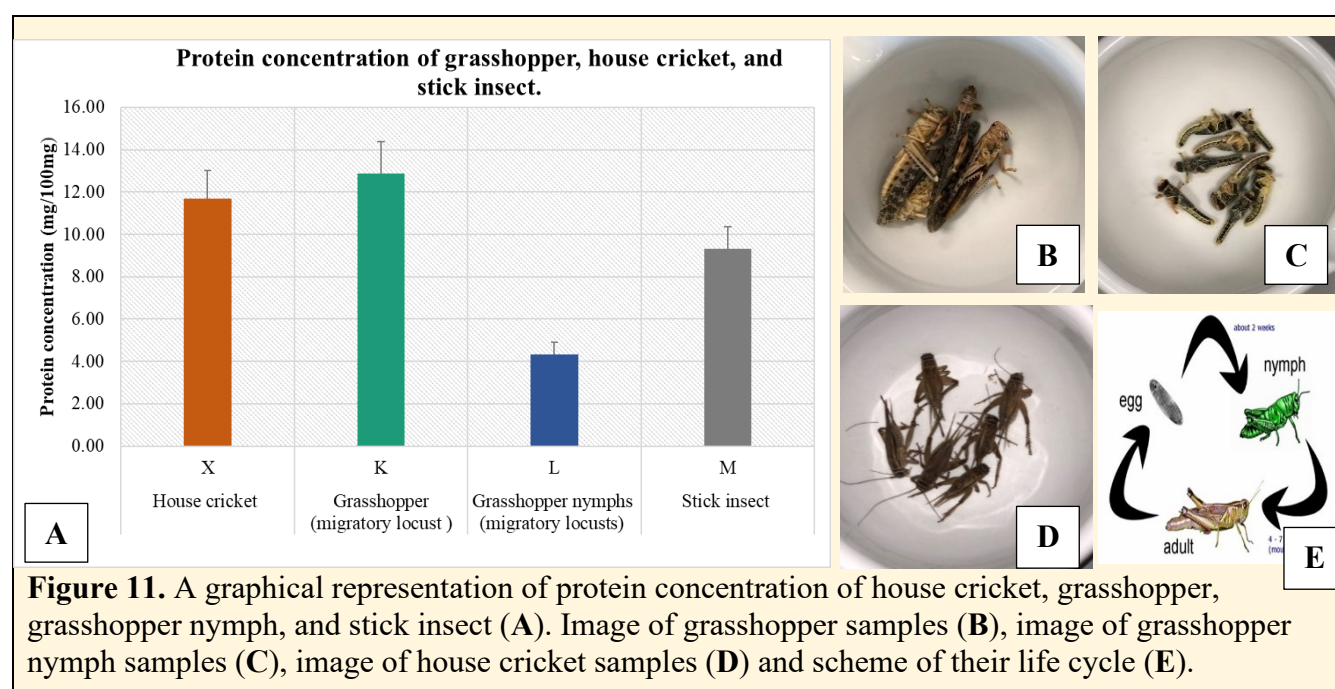 Protein concentration of grasshopper, house cricket, and
stick insect.
Protein concentration (mg/100mg)
16.00
14.00
12.00
10.00
8.00
6.00
4.00
2.00
0.00
X
K
L
M
House cricket
Grasshopper
(migratory locust )
Grasshopper nymphs
(migratory locusts)
Stick insect
A
B
C
D
about 2 weeks
nymph
egg
adult
4 - 7
E
Figure 11. A graphical representation of protein concentration of house cricket, grasshopper,
grasshopper nymph, and stick insect (A). Image of grasshopper samples (B), image of grasshopper
nymph samples (C), image of house cricket samples (D) and scheme of their life cycle (E).